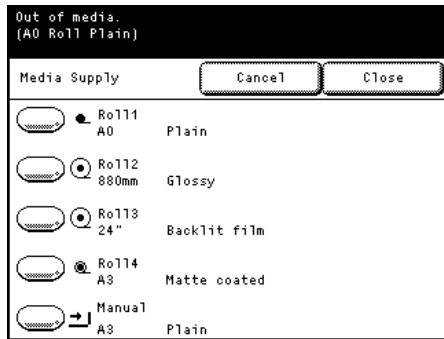 Out of media.
(A0 Roll Plain)
Media Supply Cancel Close
Roll1
A0 Plain
Roll2
880mm Glossy
Roll3
24" Backlit film
Roll4
A3 Matte coated
Manual
A3 Plain